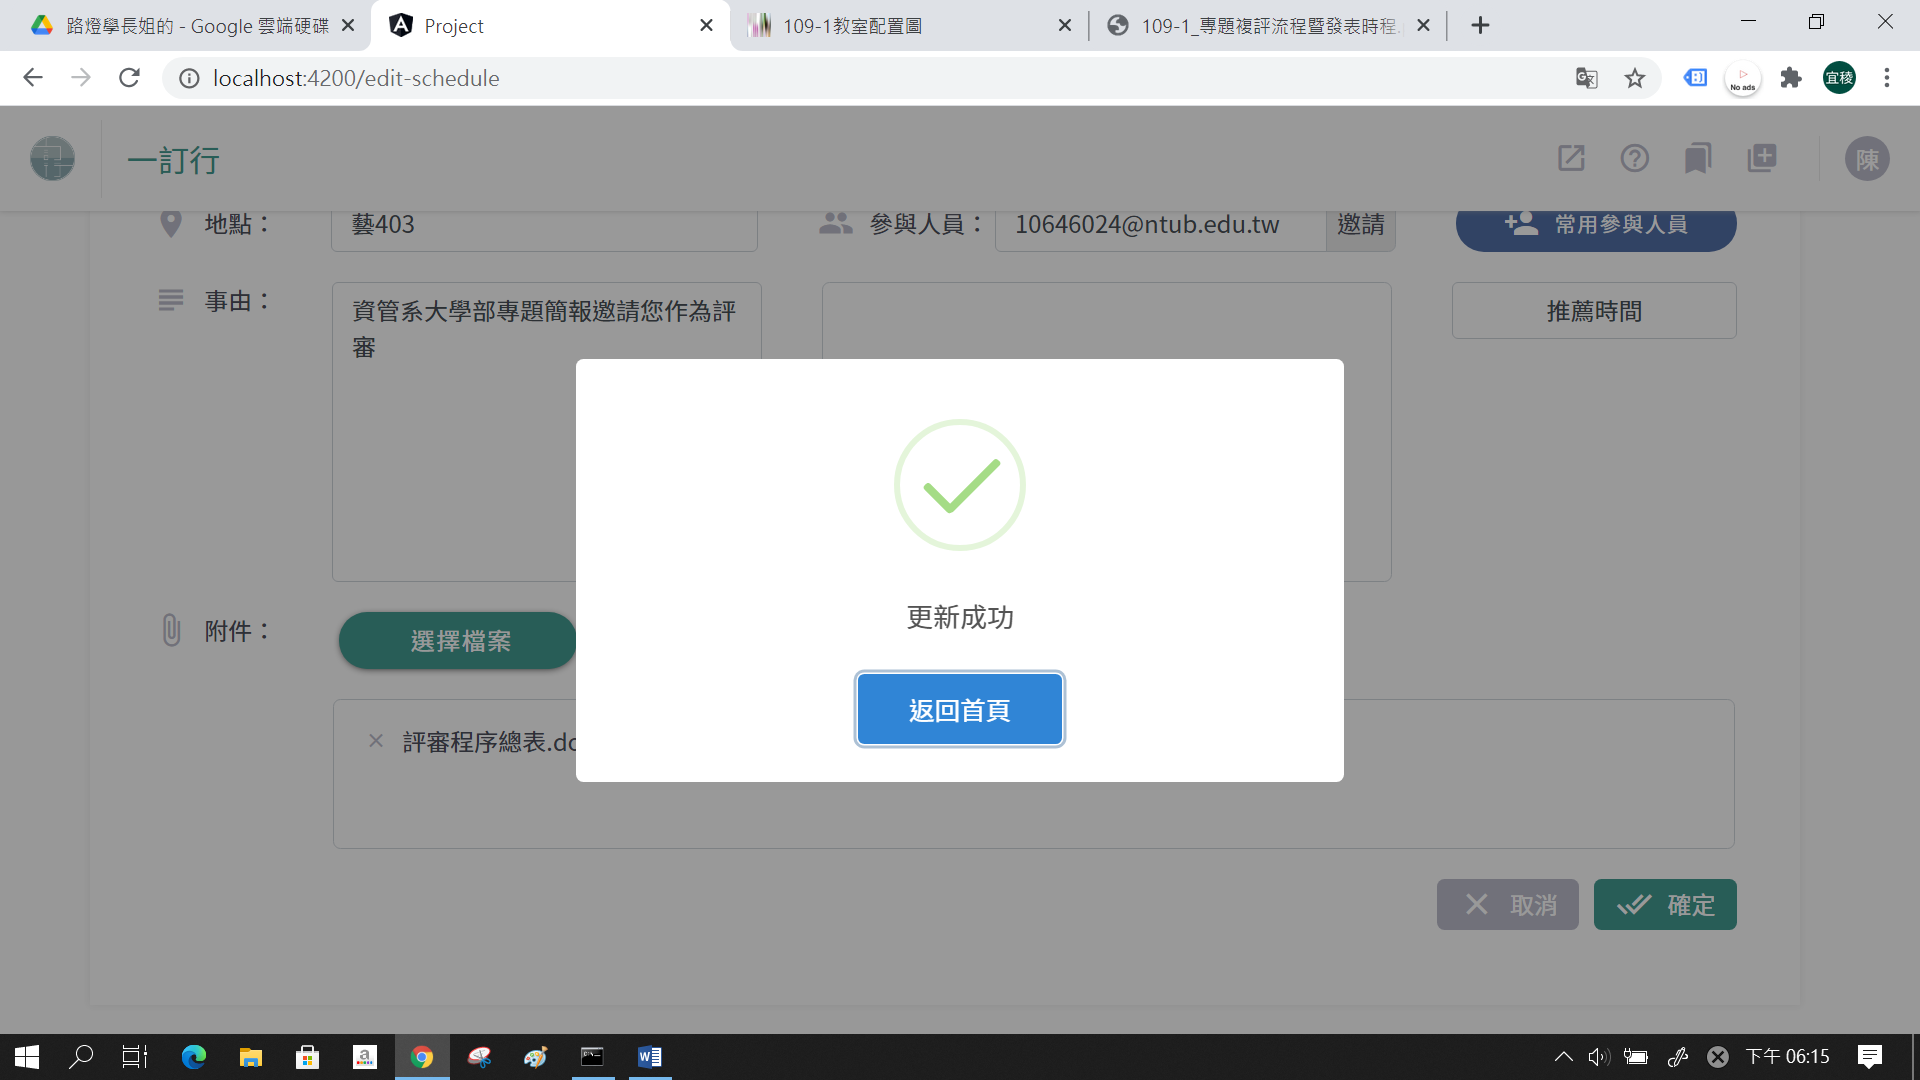 路燈學長姐的 - Google 雲端硬碟
Project
109-1教室配置圖
109-1_專題複評流程暨發表時程.
localhost:4200/edit-schedule
No ads
宜稜
一訂行
陳
地點：
藝403
參與人員：
10646024@ntub.edu.tw
邀請
常用參與人員
事由：
資管系大學部專題簡報邀請您作為評
審
推薦時間
更新成功
返回首頁
附件：
選擇檔案
評審程序總表.dc
取消
確定
下午 06:15